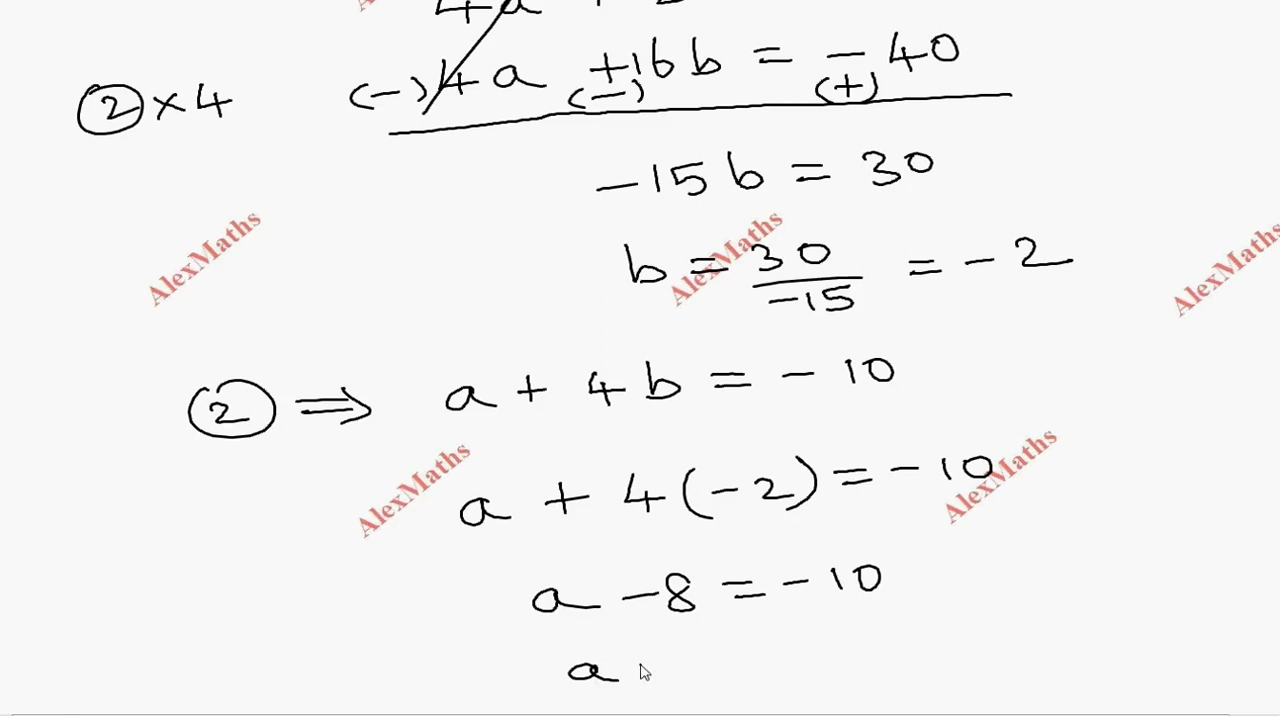 4a +
② × 4 (−) 4a +16b (−) = −40 (+)
−15b = 30
AlexMaths AlexMaths AlexMaths
b = 30/−15 = −2
② ⇒ a + 4b = −10
AlexMaths AlexMaths
a + 4(−2) = −10
a −8 = −10
a